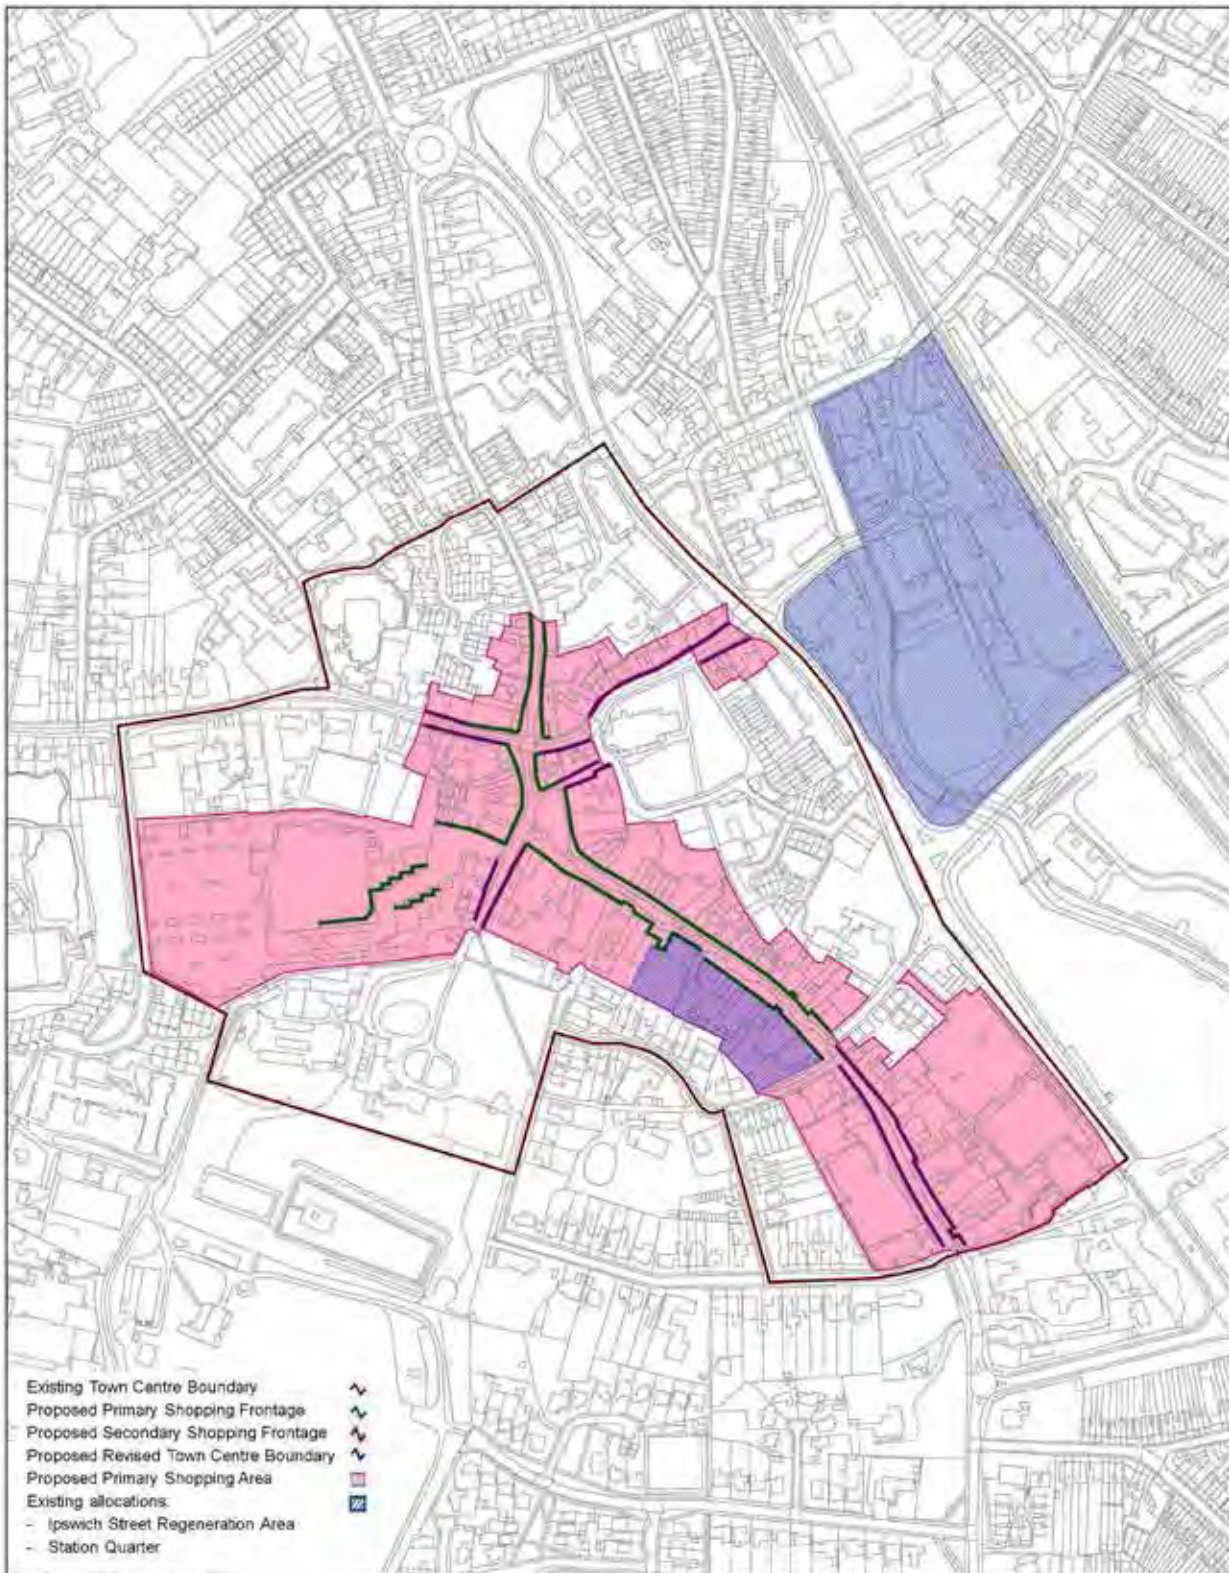 Existing Town Centre Boundary
Proposed Primary Shopping Frontage
Proposed Secondary Shopping Frontage
Proposed Revised Town Centre Boundary
Proposed Primary Shopping Area
Existing allocations:
- Ipswich Street Regeneration Area
- Station Quarter